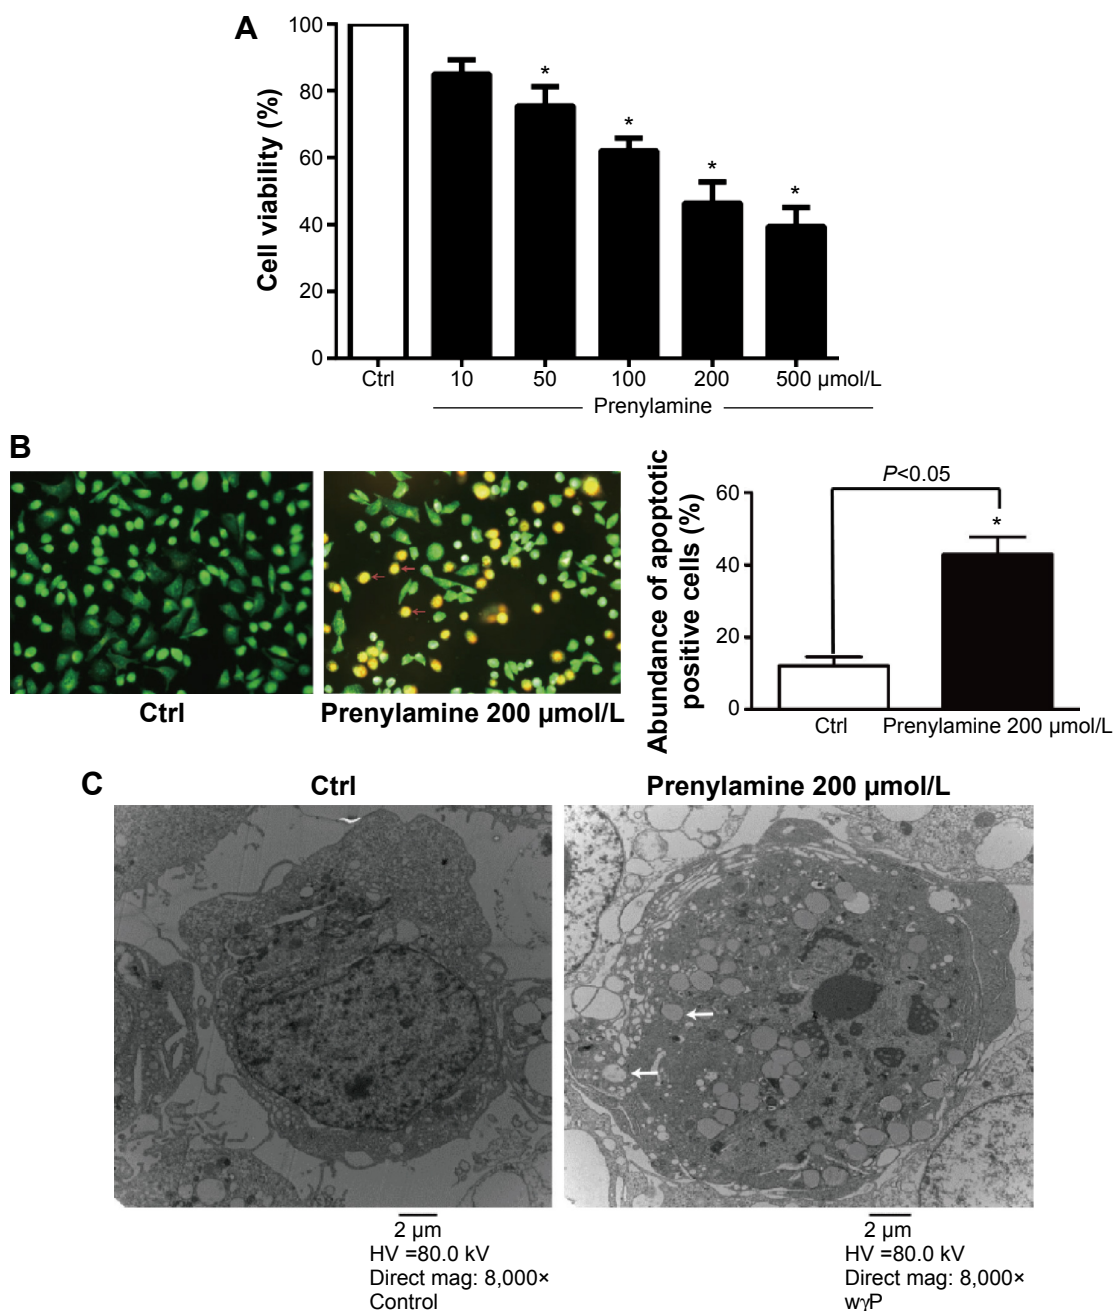 A
Cell viability (%)
100
80
60
40
20
0
*
*
*
*
Ctrl 10 50 100 200 500 µmol/L
Prenylamine
B
Ctrl
Prenylamine 200 µmol/L
Abundance of apoptotic
positive cells (%)
60
40
20
0
P<0.05
*
Ctrl Prenylamine 200 µmol/L
C
Ctrl
Prenylamine 200 µmol/L
2 µm
HV =80.0 kV
Direct mag: 8,000×
Control
2 µm
HV =80.0 kV
Direct mag: 8,000×
wγP